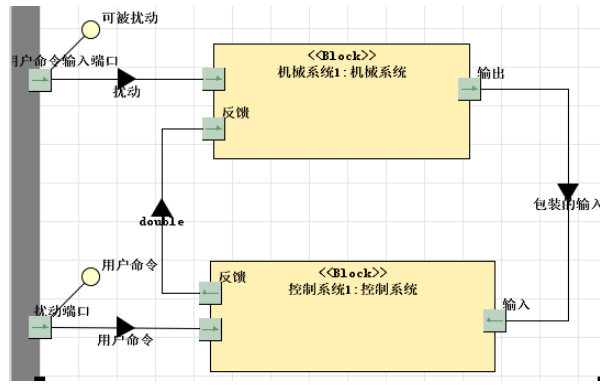 可被扰动
用户命令输入端口
扰动
<<Block>>
机械系统1:机械系统
输出
反馈
包装的输入
double
用户命令
反馈
<<Block>>
控制系统1:控制系统
输入
扰动端口
用户命令